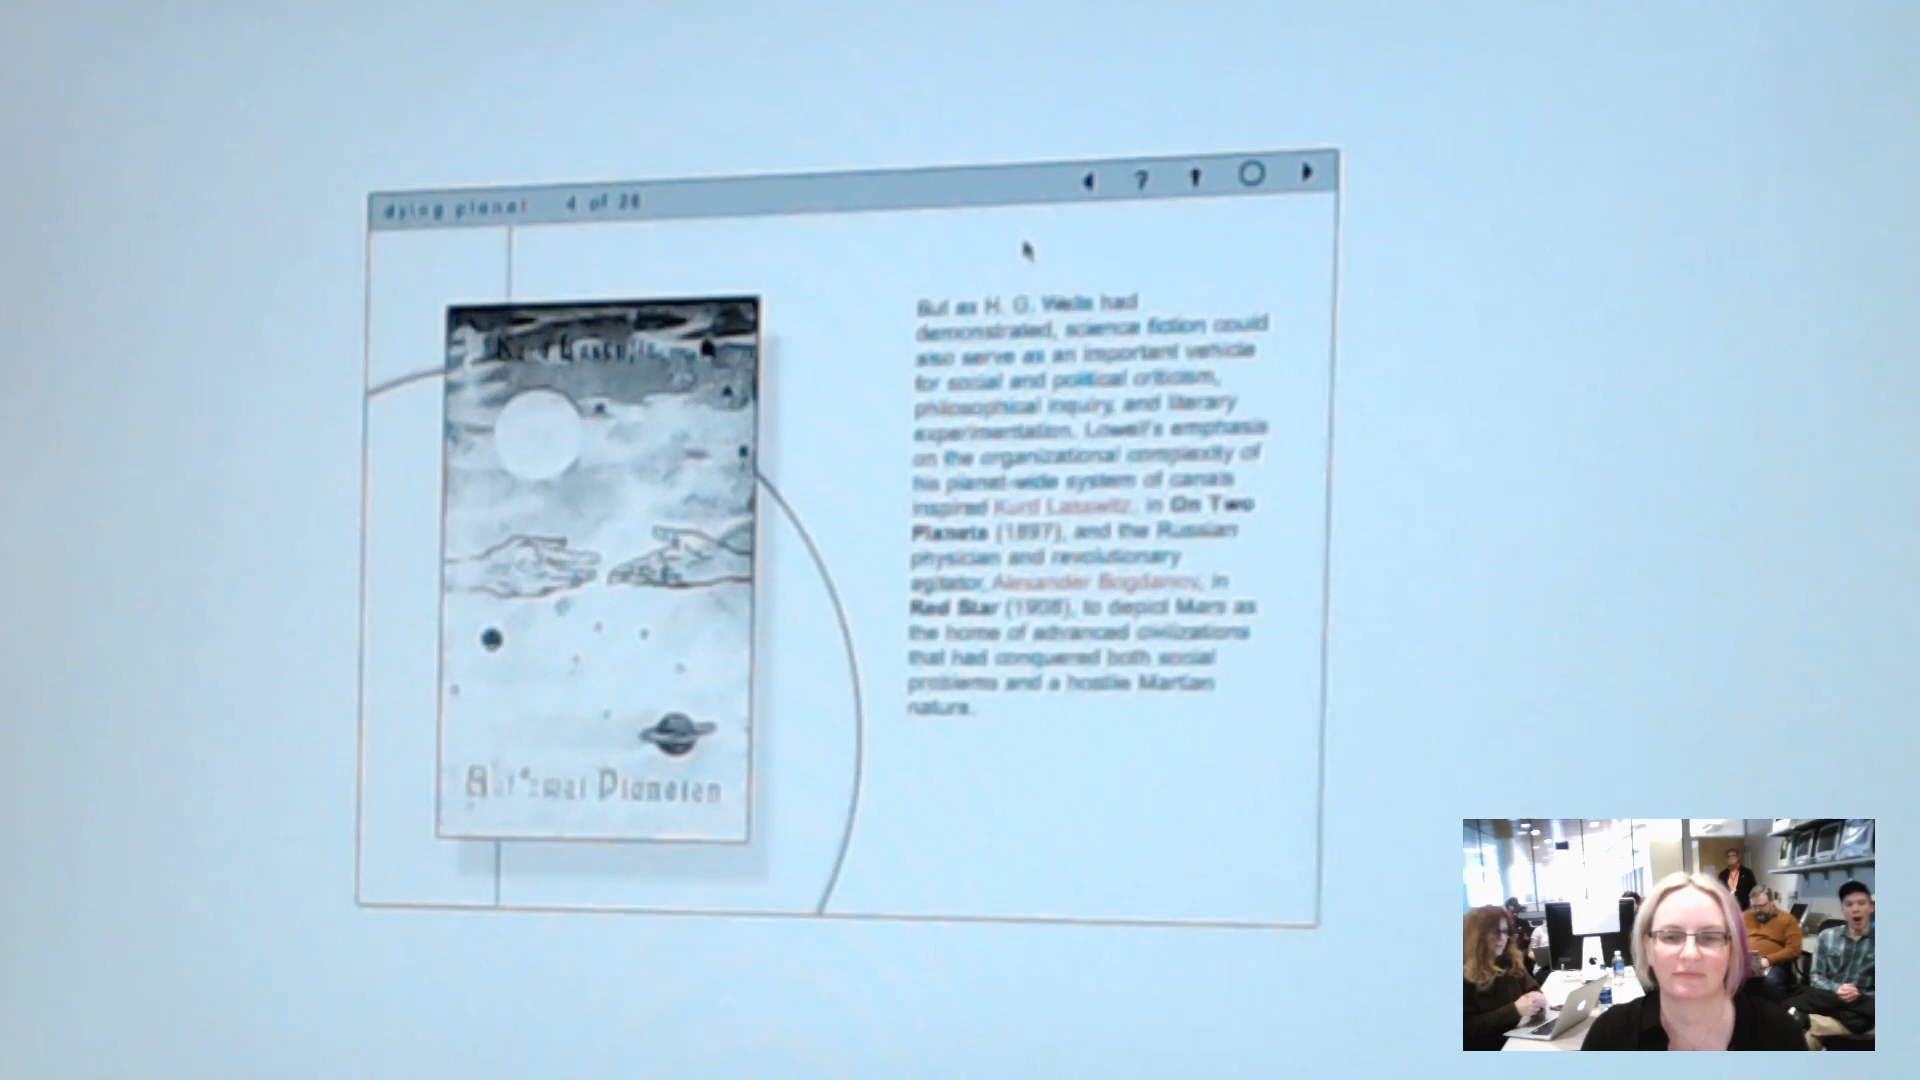 dying planet 4 of 26
?
Kurd Lasswitz
But as H. G. Wells had
demonstrated, science fiction could
also serve as an important vehicle
for social and political criticism,
philosophical inquiry, and literary
experimentation. Lowell's emphasis
on the organizational complexity of
his planet-wide system of canals
inspired Kurd Lasswitz, in On Two
Planets (1897), and the Russian
physician and revolutionary
agitator, Alexander Bogdanov, in
Red Star (1908), to depict Mars as
the home of advanced civilizations
that had conquered both social
problems and a hostile Martian
nature.
Auf zwei Planeten